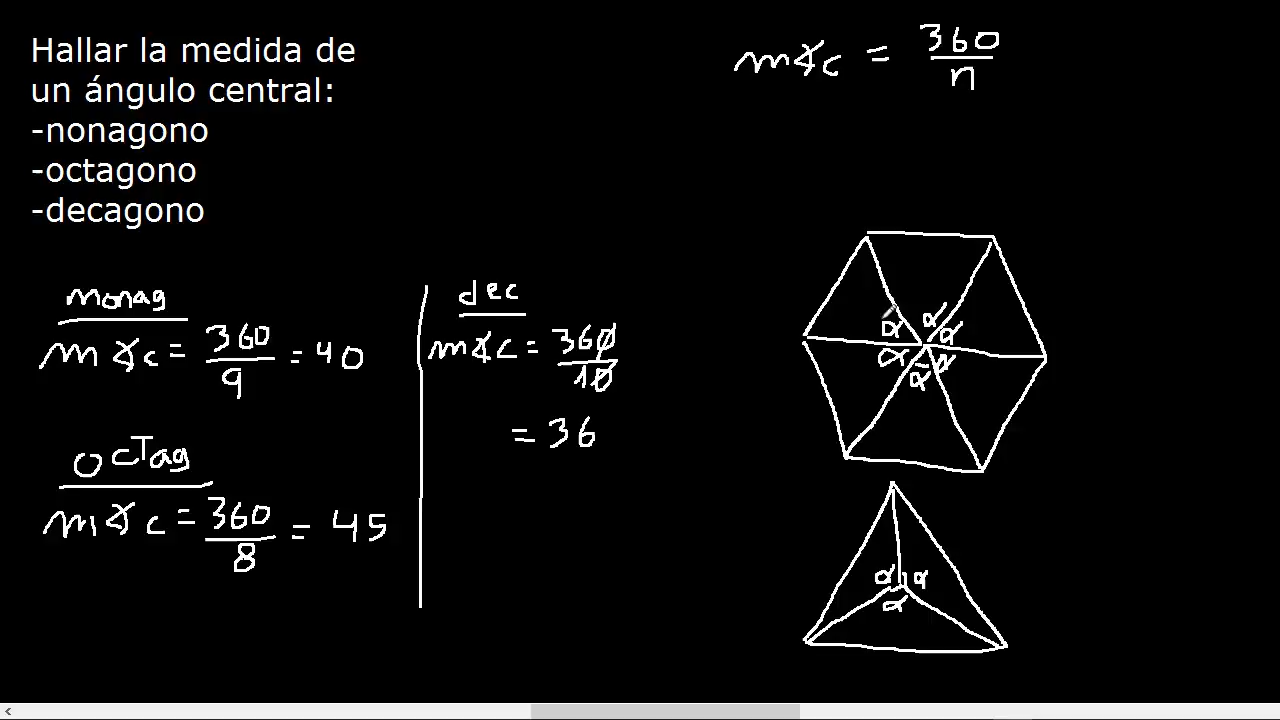 Hallar la medida de
un ángulo central:
-nonagono
-octagono
-decagono
m∡c = 360/n
monag
m∡c = 360/9 = 40
octag
m∡c = 360/8 = 45
dec
m∡c = 360/10
= 36
α α
α α
α α
α α
α